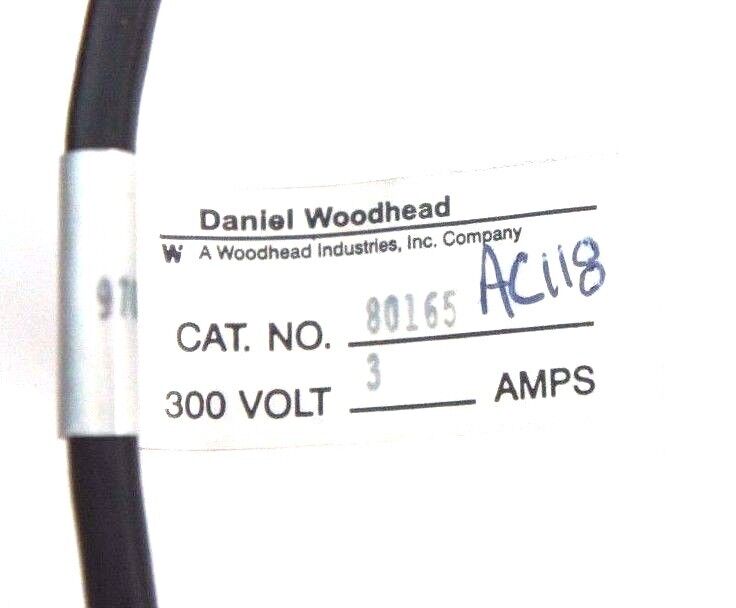 Daniel Woodhead
W A Woodhead Industries, Inc. Company
AC118
CAT. NO. 80165
300 VOLT 3 AMPS